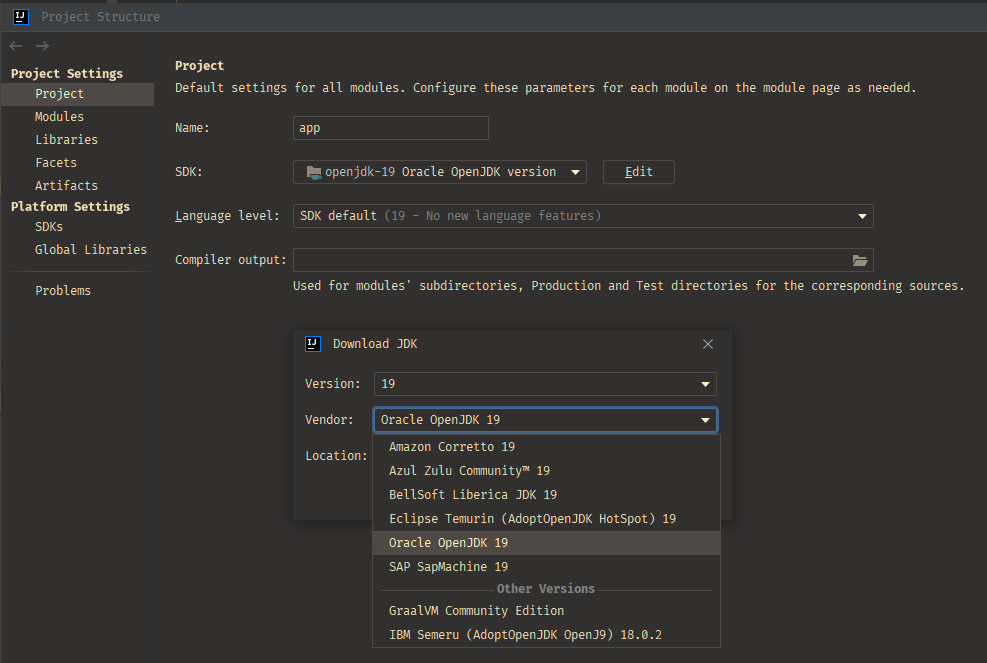 IJ Project Structure
Project Settings
Project
Modules
Libraries
Facets
Artifacts
Platform Settings
SDKs
Global Libraries
Problems
Project
Default settings for all modules. Configure these parameters for each module on the module page as needed.
Name: app
SDK: openjdk-19 Oracle OpenJDK version Edit
Language level: SDK default (19 - No new language features)
Compiler output:
Used for modules' subdirectories, Production and Test directories for the corresponding sources.
IJ Download JDK
Version: 19
Vendor: Oracle OpenJDK 19
Location:
Amazon Corretto 19
Azul Zulu Community™ 19
BellSoft Liberica JDK 19
Eclipse Temurin (AdoptOpenJDK HotSpot) 19
Oracle OpenJDK 19
SAP SapMachine 19
Other Versions
GraalVM Community Edition
IBM Semeru (AdoptOpenJDK OpenJ9) 18.0.2